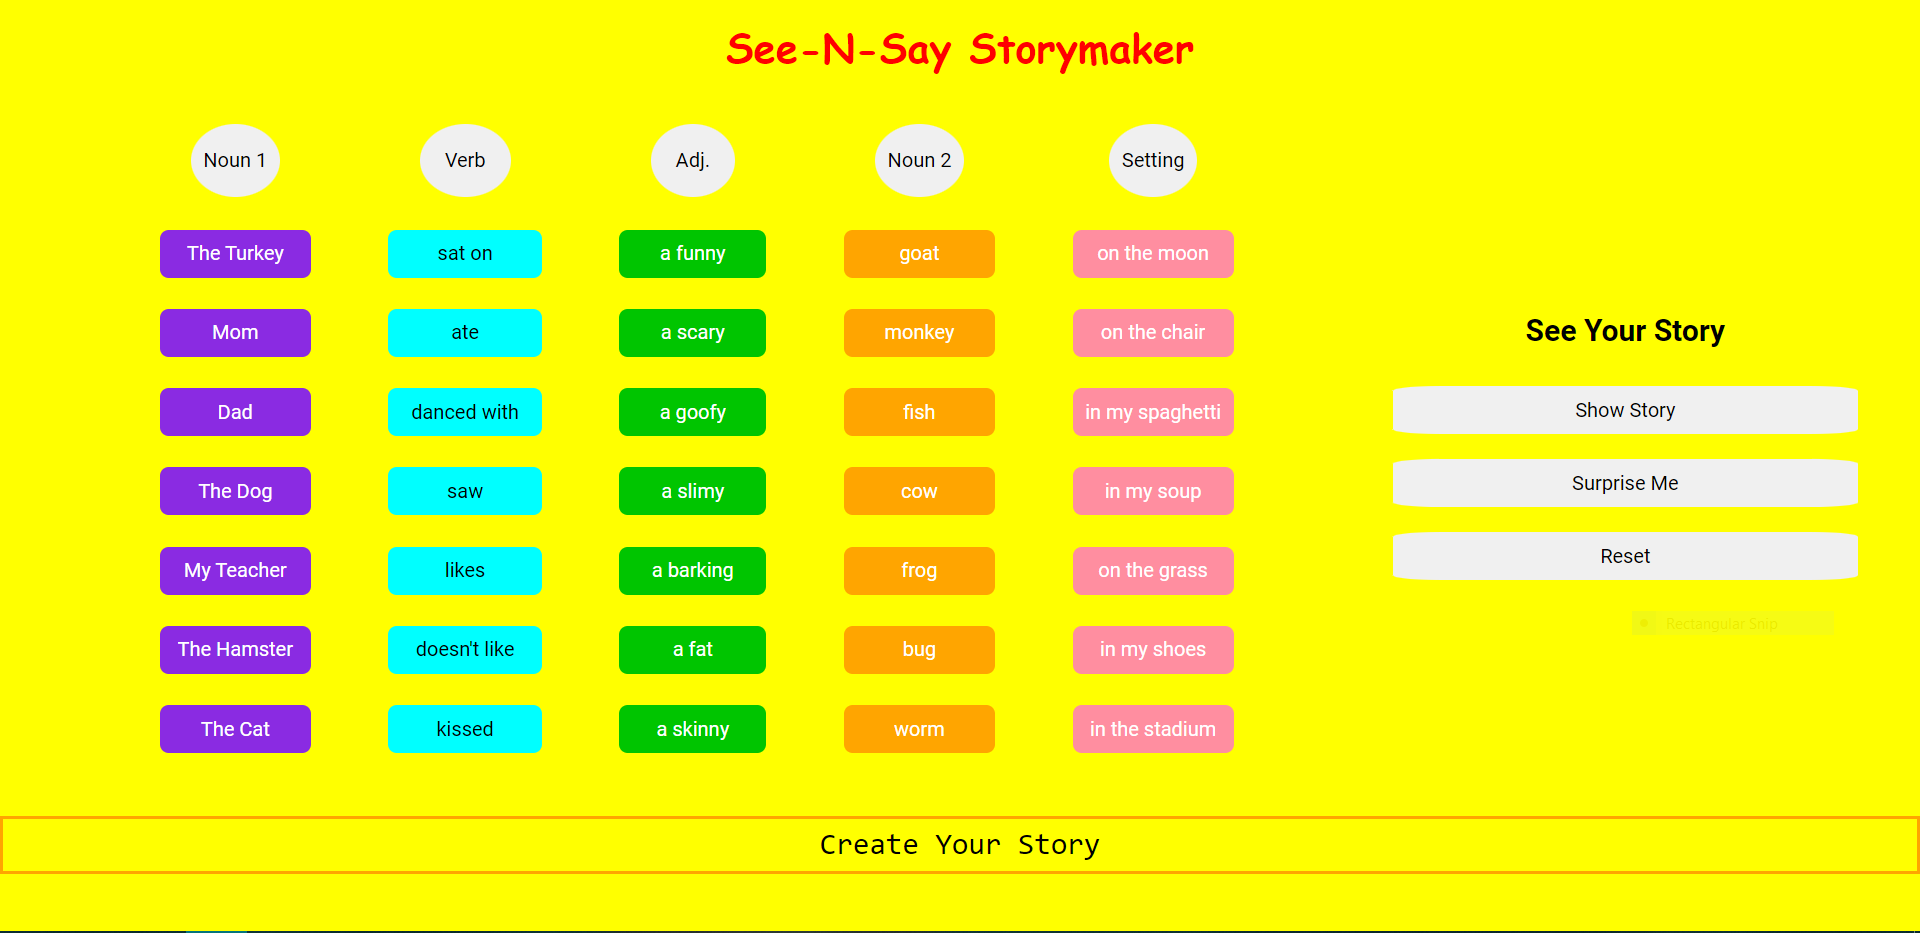 See-N-Say Storymaker
Noun 1 Verb Adj. Noun 2 Setting
The Turkey sat on a funny goat on the moon
Mom ate a scary monkey on the chair
Dad danced with a goofy fish in my spaghetti
The Dog saw a slimy cow in my soup
My Teacher likes a barking frog on the grass
The Hamster doesn't like a fat bug in my shoes
The Cat kissed a skinny worm in the stadium
See Your Story
Show Story
Surprise Me
Reset
Rectangular Snip
Create Your Story